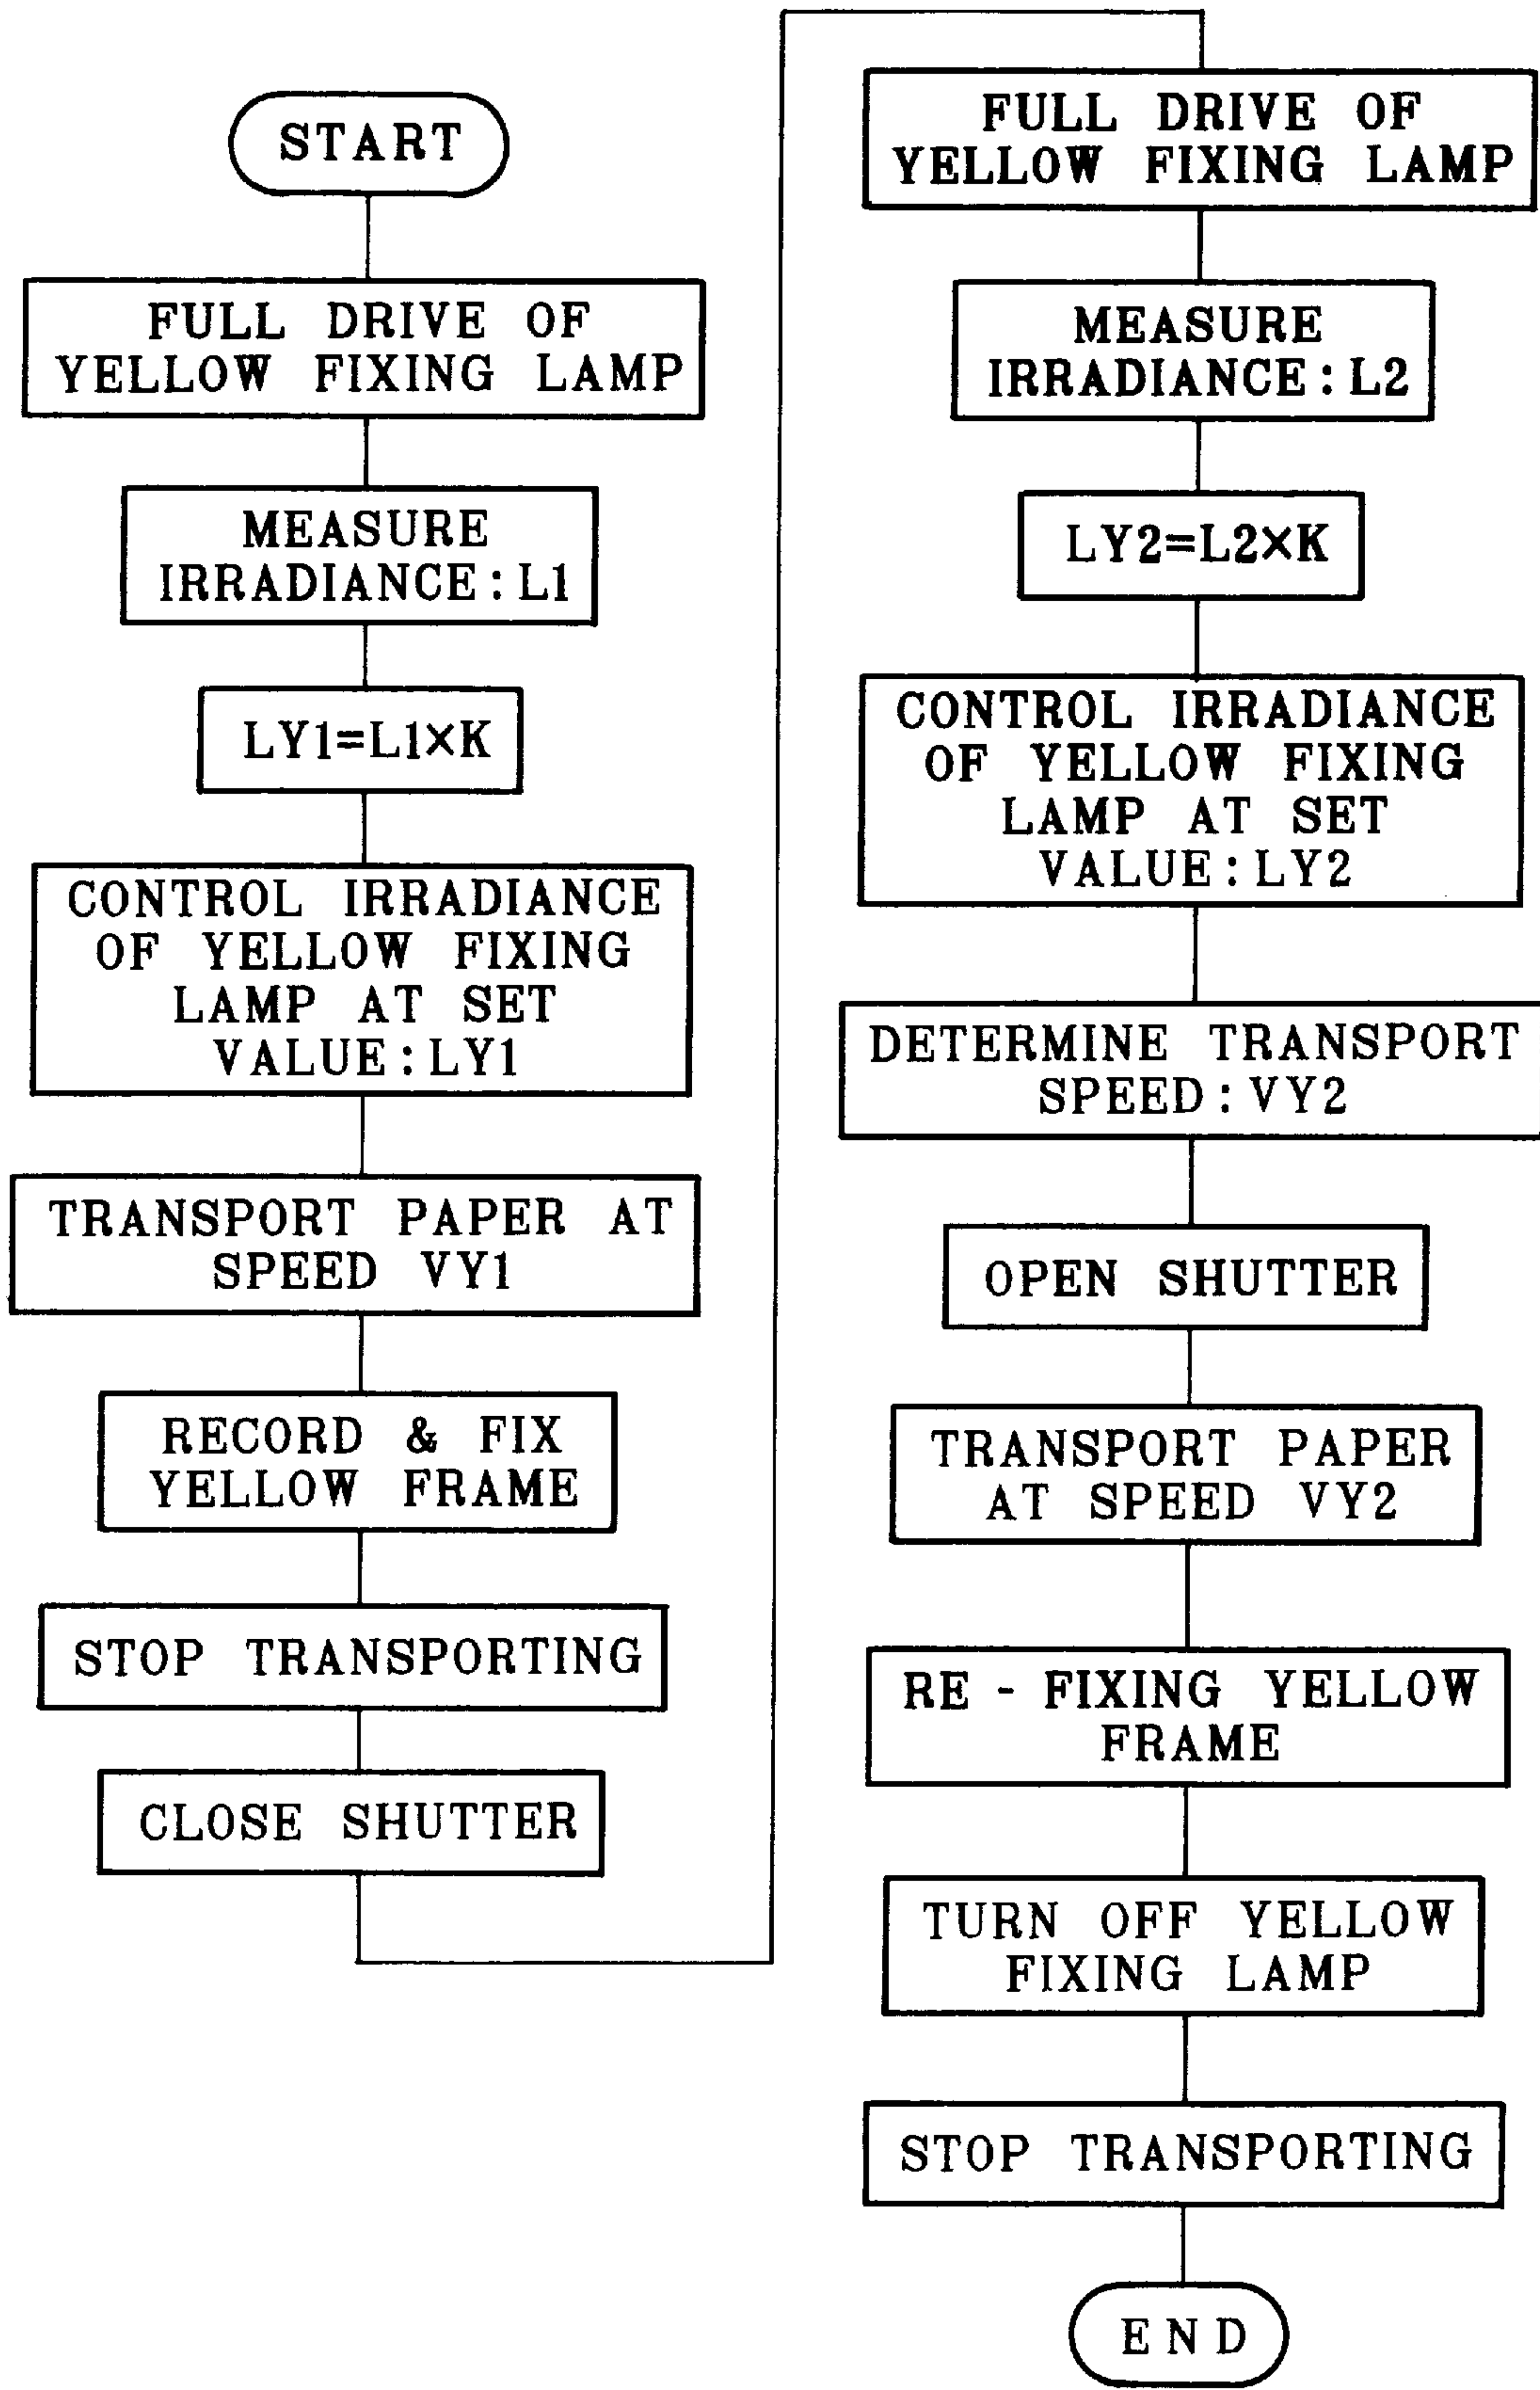 START
FULL DRIVE OF
YELLOW FIXING LAMP
MEASURE
IRRADIANCE:L1
LY1=L1×K
CONTROL IRRADIANCE
OF YELLOW FIXING
LAMP AT SET
VALUE:LY1
TRANSPORT PAPER AT
SPEED VY1
RECORD & FIX
YELLOW FRAME
STOP TRANSPORTING
CLOSE SHUTTER
FULL DRIVE OF
YELLOW FIXING LAMP
MEASURE
IRRADIANCE:L2
LY2=L2×K
CONTROL IRRADIANCE
OF YELLOW FIXING
LAMP AT SET
VALUE:LY2
DETERMINE TRANSPORT
SPEED:VY2
OPEN SHUTTER
TRANSPORT PAPER
AT SPEED VY2
RE - FIXING YELLOW
FRAME
TURN OFF YELLOW
FIXING LAMP
STOP TRANSPORTING
END